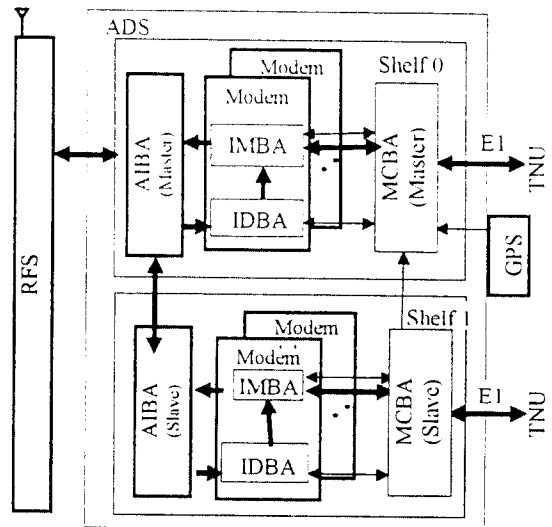 ADS
Modem
Shelf 0
Modem
AIBA
(Master)
IMBA
IDBA
MCBA
(Master)
E1
TNU
GPS
RFS
Shelf 1
Modem
Modem
AIBA
(Slave)
IMBA
IDBA
MCBA
(Slave)
E1
TNU